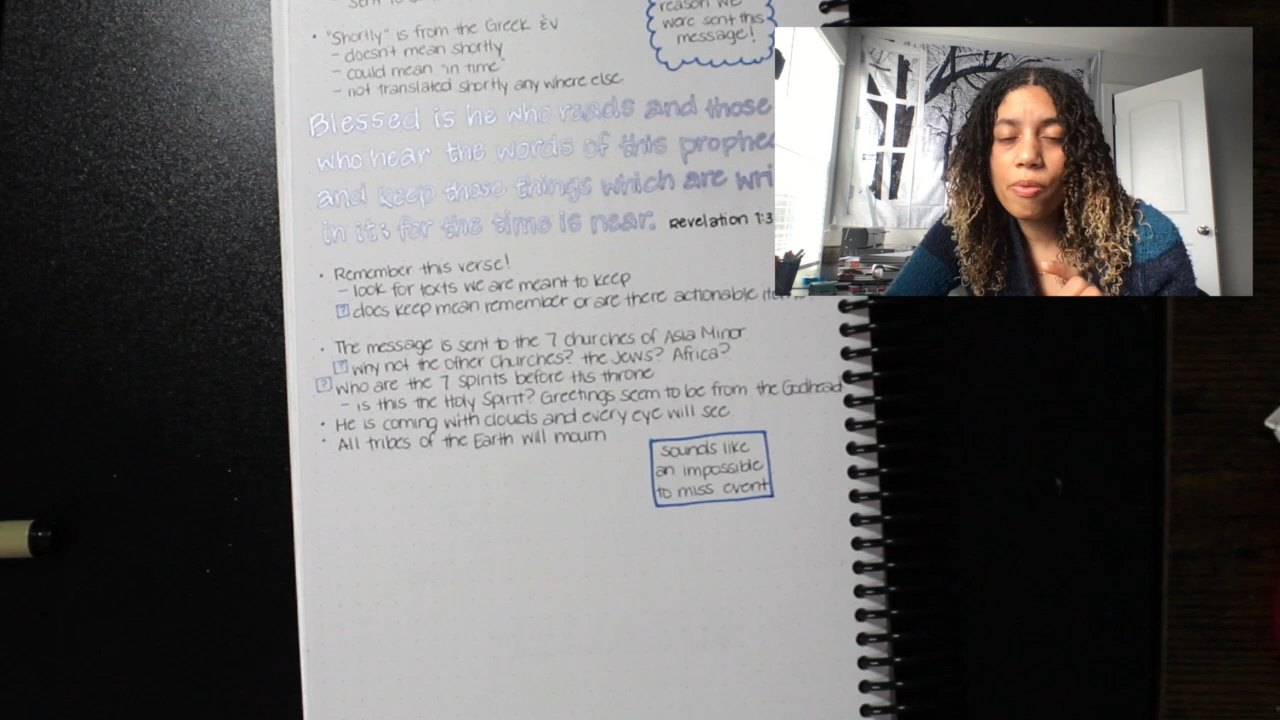 sent to
reason we
were sent this
message!
• "Shortly" is from the Greek ἐν
- doesn't mean shortly
- could mean "in time"
- not translated shortly any where else
Blessed is he who reads and those
who hear the words of this prophe
and keep those things which are wri
in it: for the time is near. Revelation 1:3
• Remember this verse!
- look for texts we are meant to keep
? does keep mean remember or are there actionable ite
• The message is sent to the 7 churches of Asia Minor
? why not the other churches? the Jews? Africa?
? who are the 7 spirits before His throne
- is this the Holy Spirit? Greetings seem to be from the Godhead
• He is coming with clouds and every eye will see
• All tribes of the Earth will mourn
sounds like
an impossible
to miss event